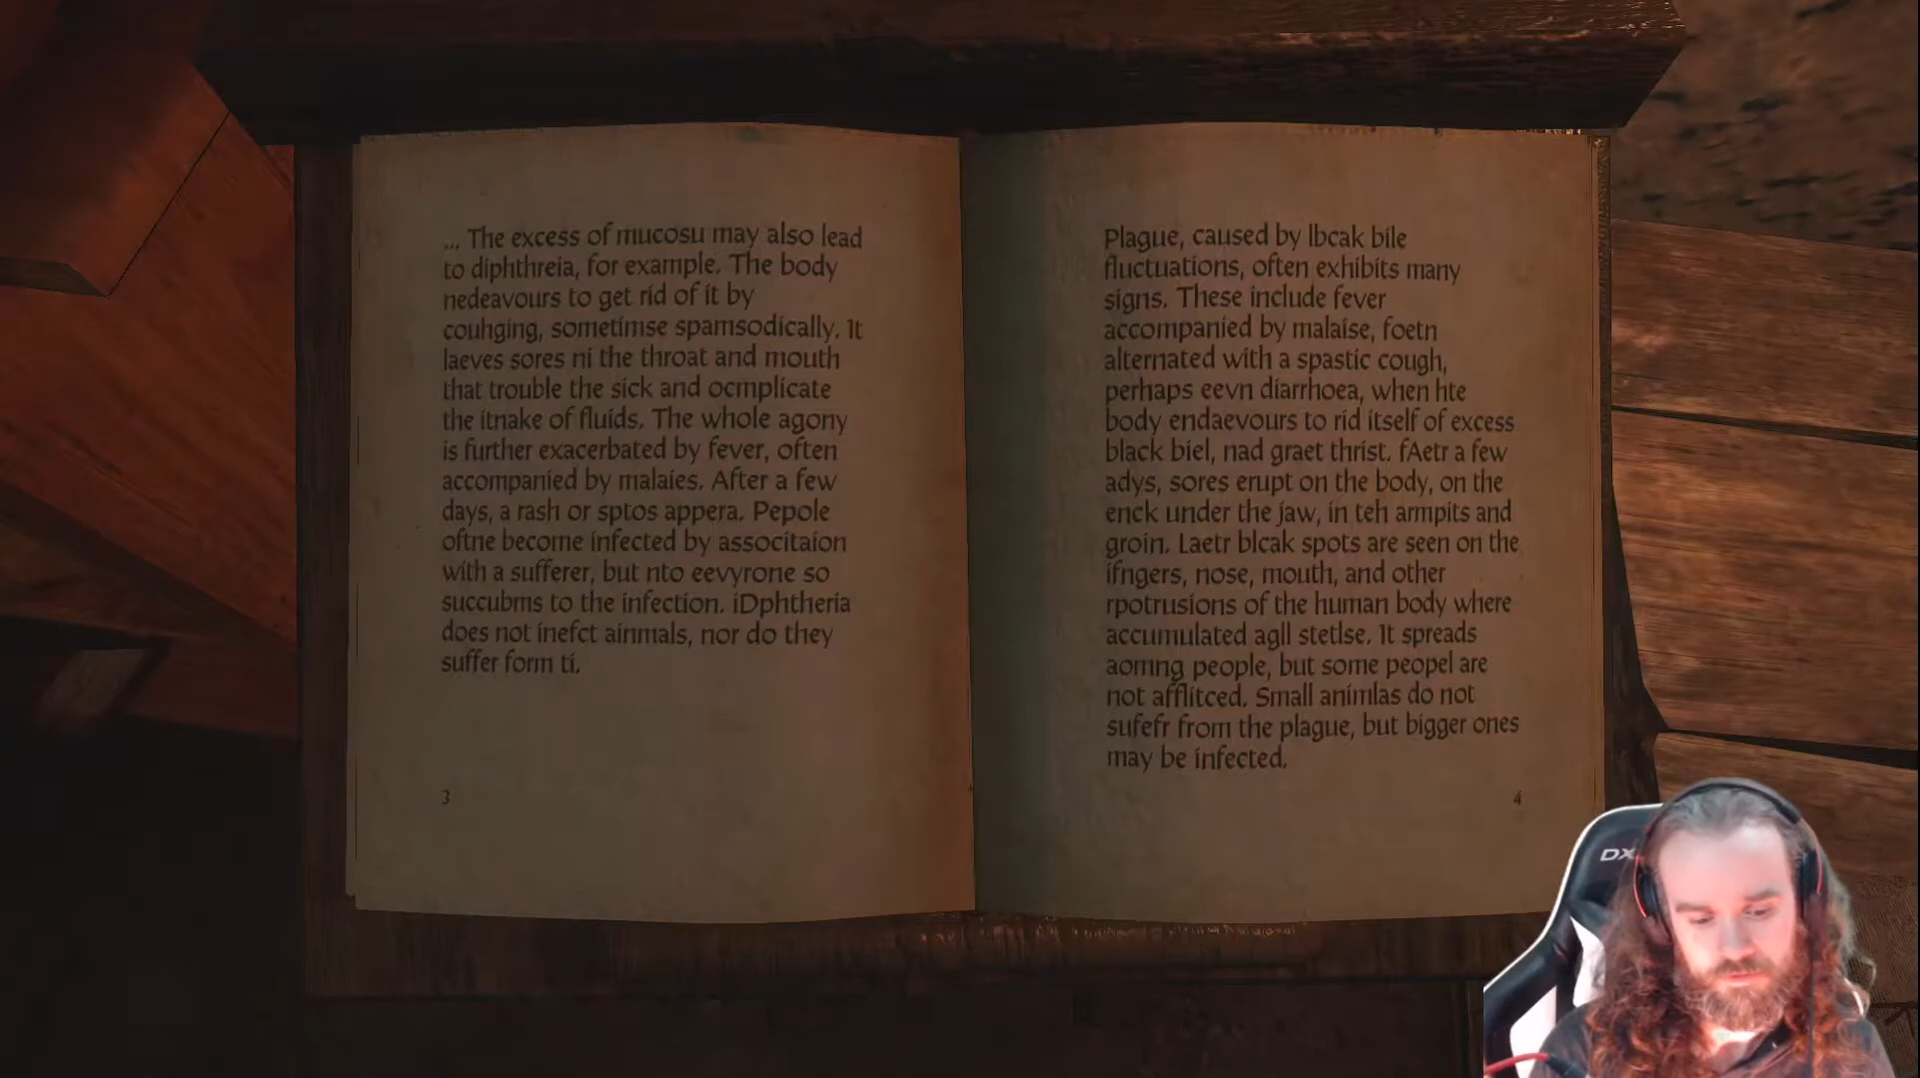 ... The excess of mucosu may also lead
to diphthreia, for example. The body
nedeavours to get rid of it by
couhging, sometimse spamsodically. It
laeves sores ni the throat and mouth
that trouble the sick and ocmplicate
the itnake of fluids. The whole agony
is further exacerbated by fever, often
accompanied by malaies. After a few
days, a rash or sptos appera. Pepole
oftne become infected by associtaion
with a sufferer, but nto eevyrone so
succubms to the infection. iDphtheria
does not inefct ainmals, nor do they
suffer form ti.
3
Plague, caused by lbcak bile
fluctuations, often exhibits many
signs. These include fever
accompanied by malaise, foetn
alternated with a spastic cough,
perhaps eevn diarrhoea, when hte
body endaevours to rid itself of excess
black biel, nad graet thrist. fAetr a few
adys, sores erupt on the body, on the
enck under the jaw, in teh armpits and
groin. Laetr blcak spots are seen on the
ifngers, nose, mouth, and other
rpotrusions of the human body where
accumulated agll stetlse. It spreads
aomng people, but some peopel are
not afflitced. Small animlas do not
sufefr from the plague, but bigger ones
may be infected.
4
DX